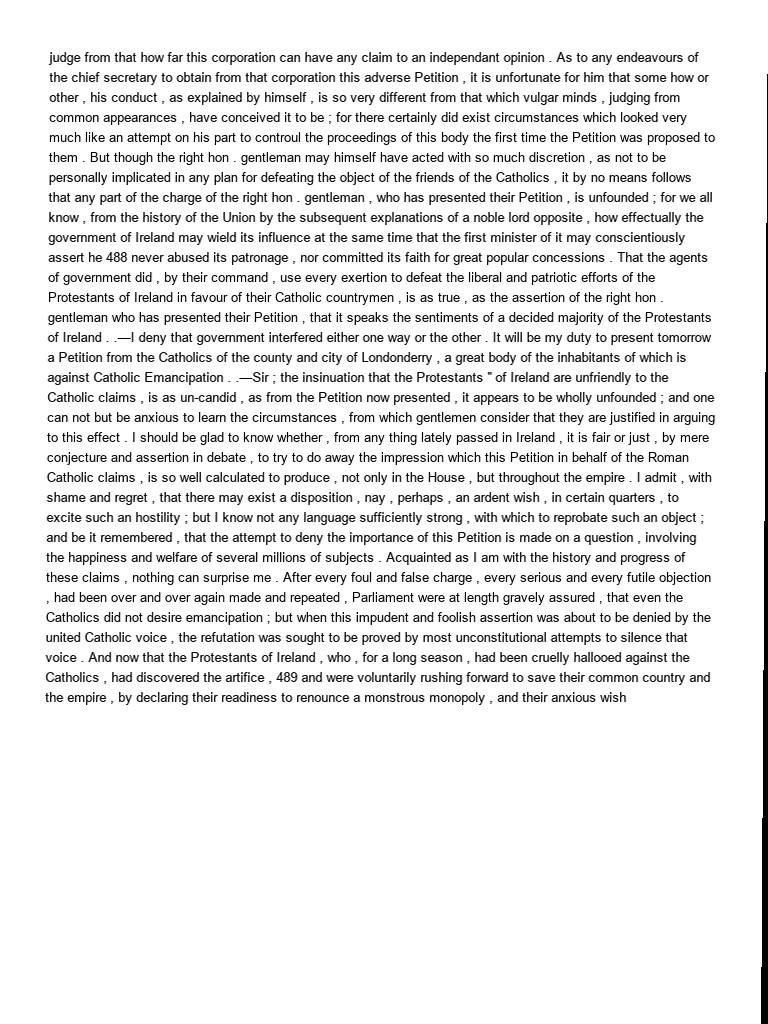 judge from that how far this corporation can have any claim to an independant opinion . As to any endeavours of
the chief secretary to obtain from that corporation this adverse Petition , it is unfortunate for him that some how or
other , his conduct , as explained by himself , is so very different from that which vulgar minds , judging from
common appearances , have conceived it to be ; for there certainly did exist circumstances which looked very
much like an attempt on his part to controul the proceedings of this body the first time the Petition was proposed to
them . But though the right hon . gentleman may himself have acted with so much discretion , as not to be
personally implicated in any plan for defeating the object of the friends of the Catholics , it by no means follows
that any part of the charge of the right hon . gentleman , who has presented their Petition , is unfounded ; for we all
know , from the history of the Union by the subsequent explanations of a noble lord opposite , how effectually the
government of Ireland may wield its influence at the same time that the first minister of it may conscientiously
assert he 488 never abused its patronage , nor committed its faith for great popular concessions . That the agents
of government did , by their command , use every exertion to defeat the liberal and patriotic efforts of the
Protestants of Ireland in favour of their Catholic countrymen , is as true , as the assertion of the right hon .
gentleman who has presented their Petition , that it speaks the sentiments of a decided majority of the Protestants
of Ireland . .—I deny that government interfered either one way or the other . It will be my duty to present tomorrow
a Petition from the Catholics of the county and city of Londonderry , a great body of the inhabitants of which is
against Catholic Emancipation . .—Sir ; the insinuation that the Protestants " of Ireland are unfriendly to the
Catholic claims , is as un-candid , as from the Petition now presented , it appears to be wholly unfounded ; and one
can not but be anxious to learn the circumstances , from which gentlemen consider that they are justified in arguing
to this effect . I should be glad to know whether , from any thing lately passed in Ireland , it is fair or just , by mere
conjecture and assertion in debate , to try to do away the impression which this Petition in behalf of the Roman
Catholic claims , is so well calculated to produce , not only in the House , but throughout the empire . I admit , with
shame and regret , that there may exist a disposition , nay , perhaps , an ardent wish , in certain quarters , to
excite such an hostility ; but I know not any language sufficiently strong , with which to reprobate such an object ;
and be it remembered , that the attempt to deny the importance of this Petition is made on a question , involving
the happiness and welfare of several millions of subjects . Acquainted as I am with the history and progress of
these claims , nothing can surprise me . After every foul and false charge , every serious and every futile objection
, had been over and over again made and repeated , Parliament were at length gravely assured , that even the
Catholics did not desire emancipation ; but when this impudent and foolish assertion was about to be denied by the
united Catholic voice , the refutation was sought to be proved by most unconstitutional attempts to silence that
voice . And now that the Protestants of Ireland , who , for a long season , had been cruelly hallooed against the
Catholics , had discovered the artifice , 489 and were voluntarily rushing forward to save their common country and
the empire , by declaring their readiness to renounce a monstrous monopoly , and their anxious wish